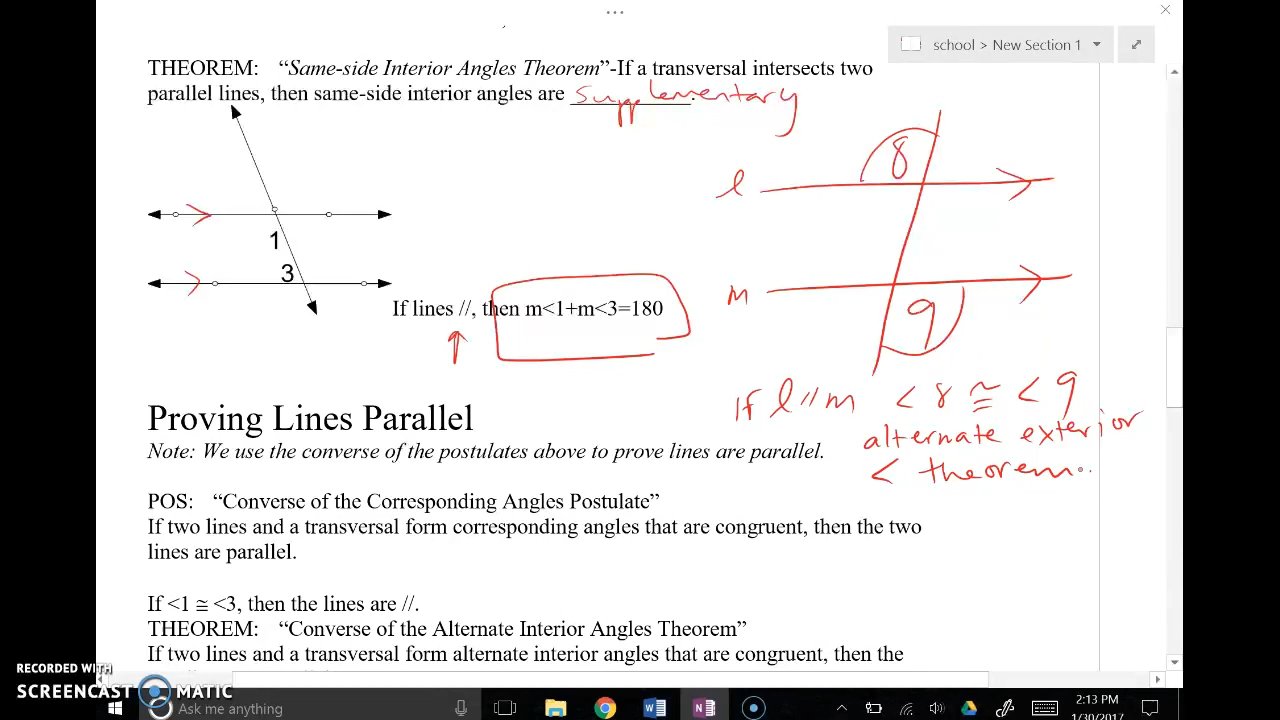 school > New Section 1
THEOREM: “Same-side Interior Angles Theorem”-If a transversal intersects two
parallel lines, then same-side interior angles are supplementary.
1
3
If lines //, then m<1+m<3=180
l
8
m
9
If l // m < 8 ≅ < 9
alternate exterior
< theorem.
Proving Lines Parallel
Note: We use the converse of the postulates above to prove lines are parallel.
POS: “Converse of the Corresponding Angles Postulate”
If two lines and a transversal form corresponding angles that are congruent, then the two
lines are parallel.
If <1 ≅ <3, then the lines are //.
THEOREM: “Converse of the Alternate Interior Angles Theorem”
If two lines and a transversal form alternate interior angles that are congruent, then the
RECORDED WITH
SCREENCAST MATIC
Ask me anything
2:13 PM
1/30/2017